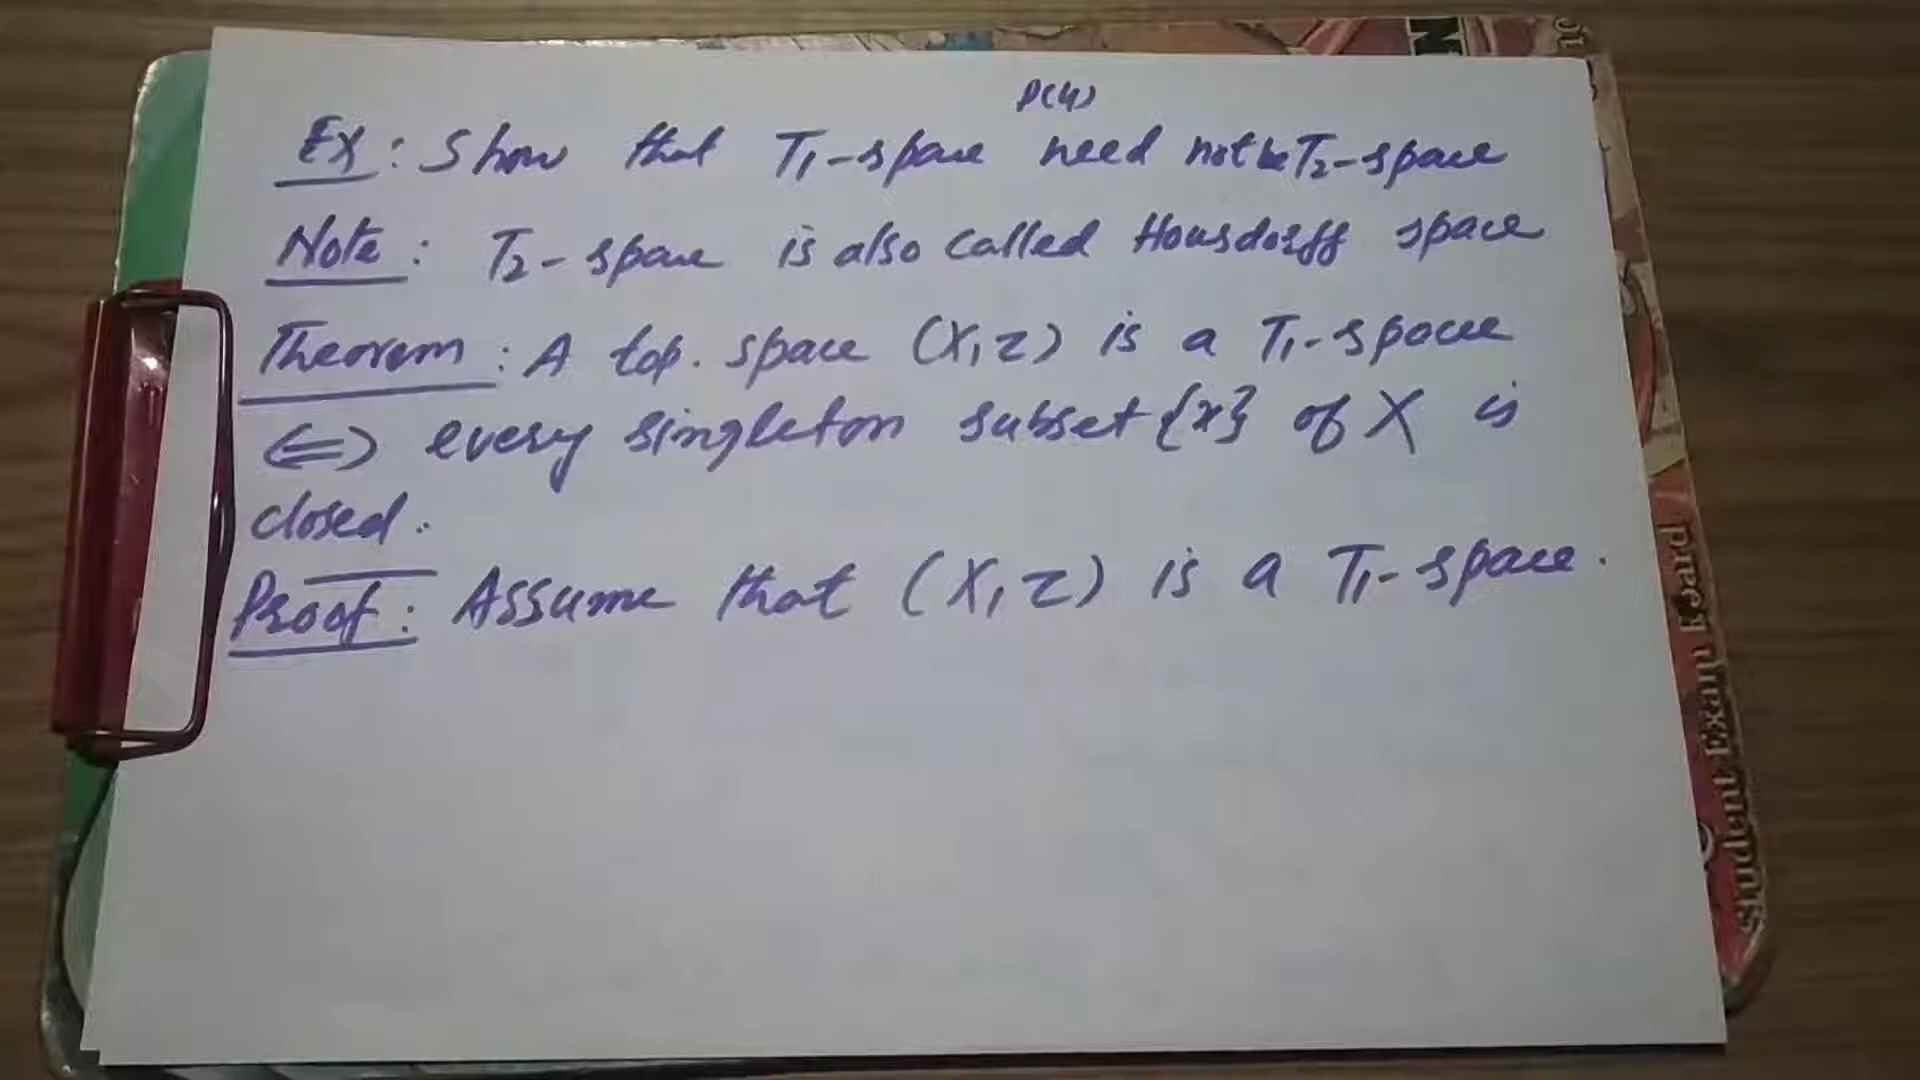 P(4)
Ex: Show that T1-space need not be T2-space
Note: T2-space is also called Housdorff space
Theorem: A top. space (X,τ) is a T1-space
⇔ every singleton subset {x} of X is
closed.
Proof: Assume that (X,τ) is a T1-space.
Student Exam Board